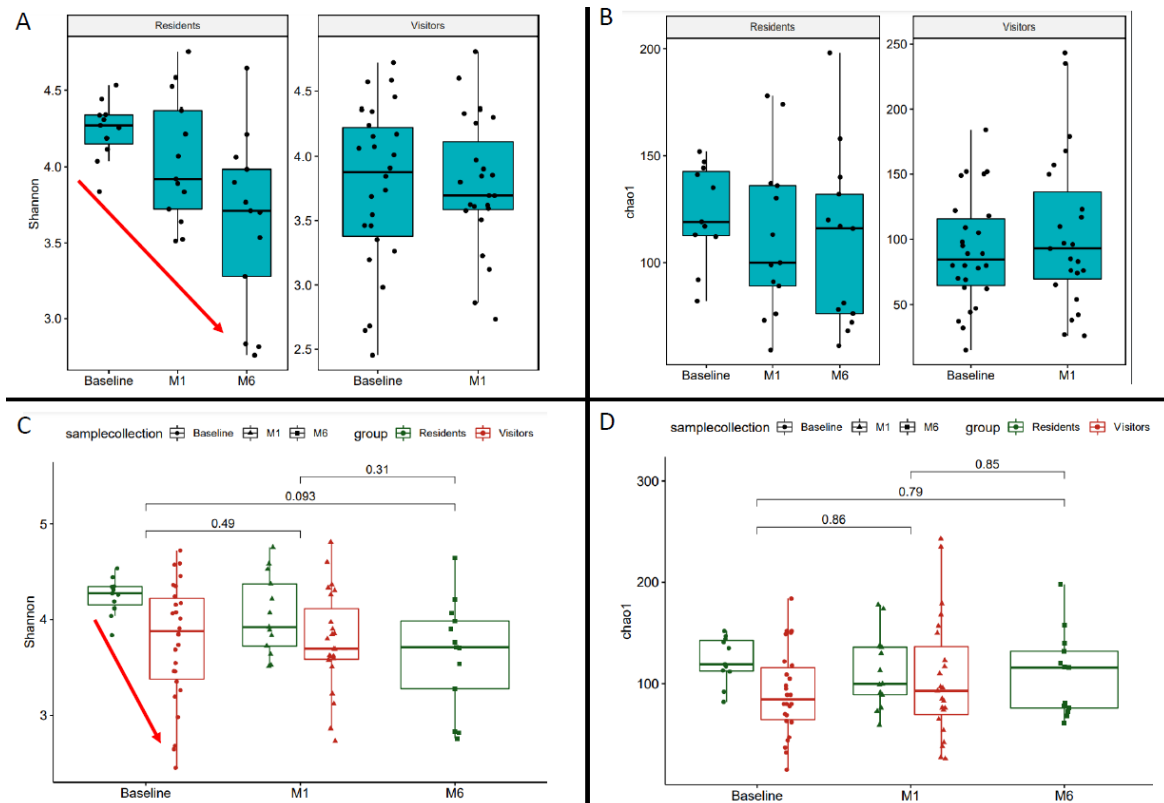 A
Residents
Visitors
Shannon
4.5
4.0
3.5
3.0
4.5
4.0
3.5
3.0
2.5
Baseline
M1
M6
Baseline
M1
B
Residents
Visitors
chao1
200
150
100
250
200
150
100
50
Baseline
M1
M6
Baseline
M1
C
samplecollection Baseline M1 M6 group Residents Visitors
0.31
0.093
0.49
Shannon
5
4
3
Baseline
M1
M6
D
samplecollection Baseline M1 M6 group Residents Visitors
0.85
0.79
0.86
chao1
300
200
100
0
Baseline
M1
M6